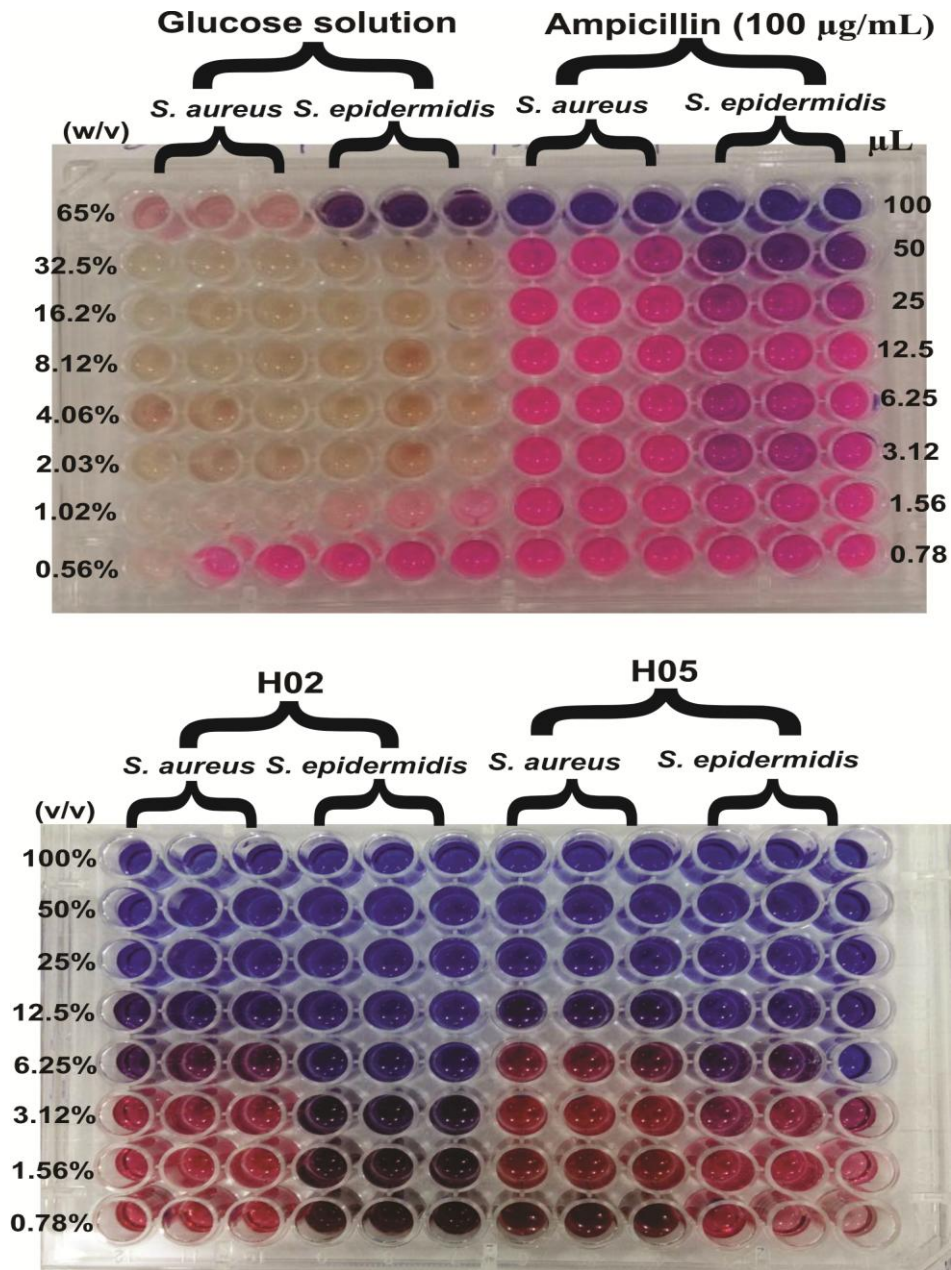 Glucose solution Ampicillin (100 µg/mL)
S. aureus S. epidermidis S. aureus S. epidermidis
(w/v) µL
65% 100
32.5% 50
16.2% 25
8.12% 12.5
4.06% 6.25
2.03% 3.12
1.02% 1.56
0.56% 0.78
H02 H05
S. aureus S. epidermidis S. aureus S. epidermidis
(v/v)
100%
50%
25%
12.5%
6.25%
3.12%
1.56%
0.78%